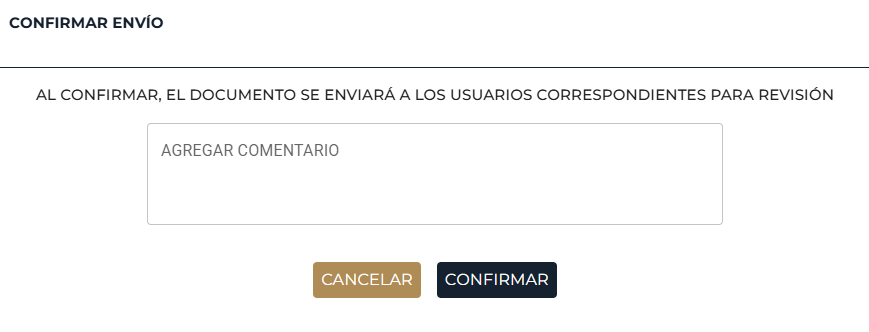 CONFIRMAR ENVÍO
AL CONFIRMAR, EL DOCUMENTO SE ENVIARÁ A LOS USUARIOS CORRESPONDIENTES PARA REVISIÓN
AGREGAR COMENTARIO
CANCELAR CONFIRMAR